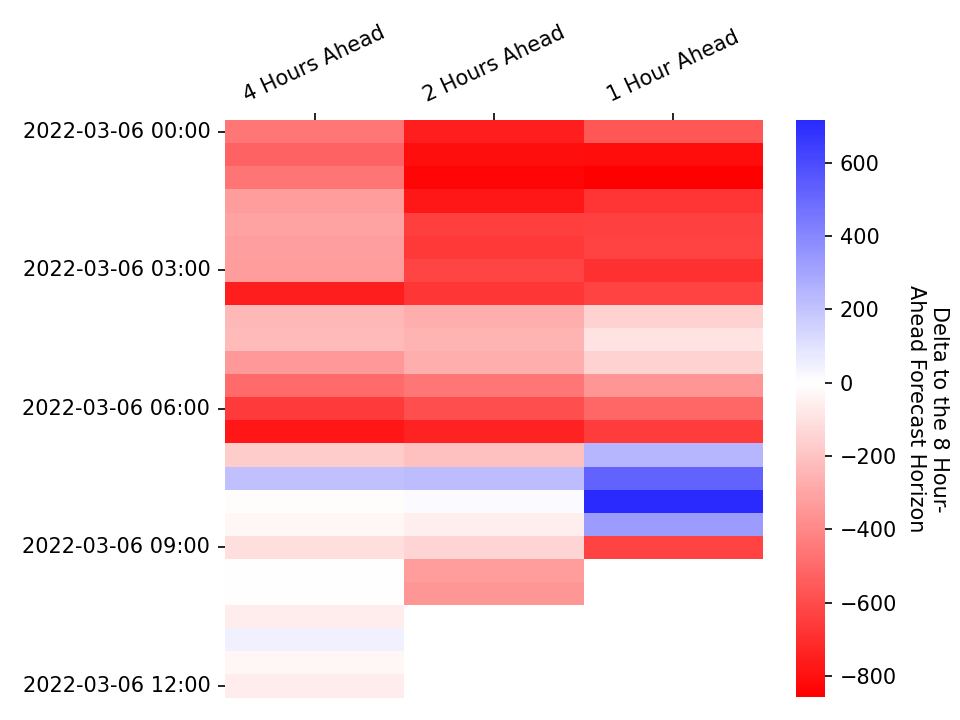 4 Hours Ahead
2 Hours Ahead
1 Hour Ahead
2022-03-06 00:00
2022-03-06 03:00
2022-03-06 06:00
2022-03-06 09:00
2022-03-06 12:00
600
400
200
0
−200
−400
−600
−800
Delta to the 8 Hour-
Ahead Forecast Horizon